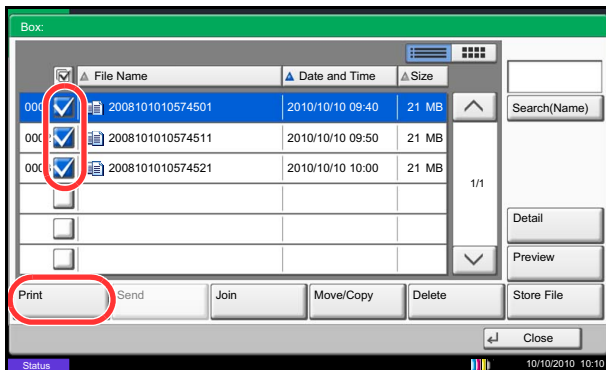 Box:
File Name Date and Time Size
2008101010574501 2010/10/10 09:40 21 MB
Search(Name)
2008101010574511 2010/10/10 09:50 21 MB
2008101010574521 2010/10/10 10:00 21 MB
1/1
Detail
Preview
Print Send Join Move/Copy Delete Store File
Close
Status 10/10/2010 10:10